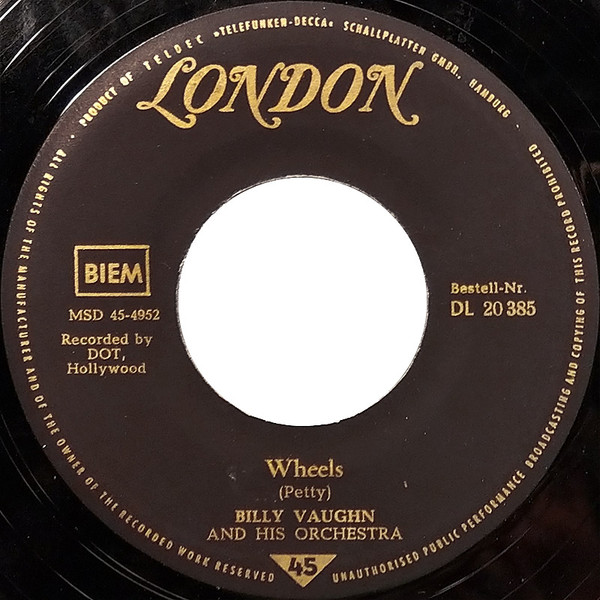 PRODUCT OF TELDEC »TELEFUNKEN-DECCA« SCHALLPLATTEN GMBH., HAMBURG ·
LONDON
BIEM
MSD 45-4952
Recorded by
DOT,
Hollywood
Bestell-Nr.
DL 20 385
Wheels
(Petty)
BILLY VAUGHN
AND HIS ORCHESTRA
45
ALL RIGHTS OF THE MANUFACTURER AND OF THE OWNER OF THE RECORDED WORK RESERVED
UNAUTHORISED PUBLIC PERFORMANCE BROADCASTING AND COPYING OF THIS RECORD PROHIBITED